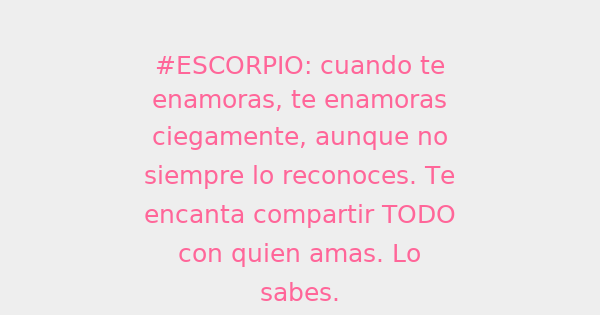 #ESCORPIO: cuando te
enamoras, te enamoras
ciegamente, aunque no
siempre lo reconoces. Te
encanta compartir TODO
con quien amas. Lo
sabes.